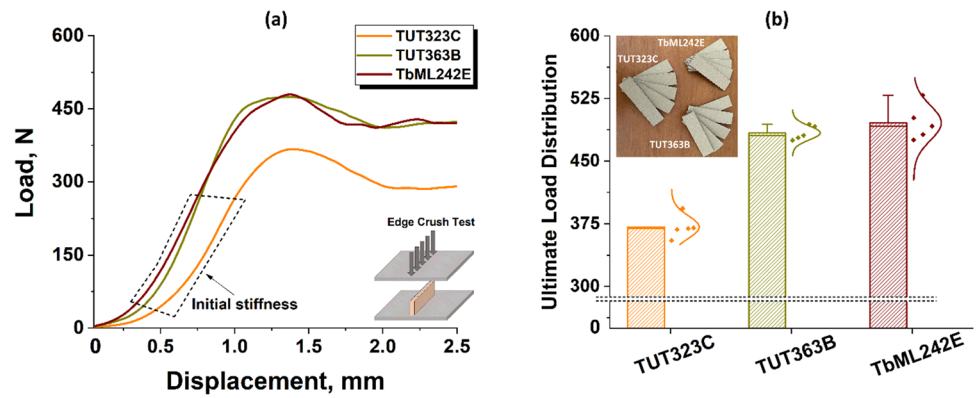 (a)
600
450
300
150
0
Load, N
TUT323C
TUT363B
TbML242E
Edge Crush Test
Initial stiffness
0 0.5 1.0 1.5 2.0 2.5
Displacement, mm
(b)
600
525
450
375
300
0
Ultimate Load Distribution
TbML242E
TUT323C
TUT363B
TUT323C
TUT363B
TbML242E